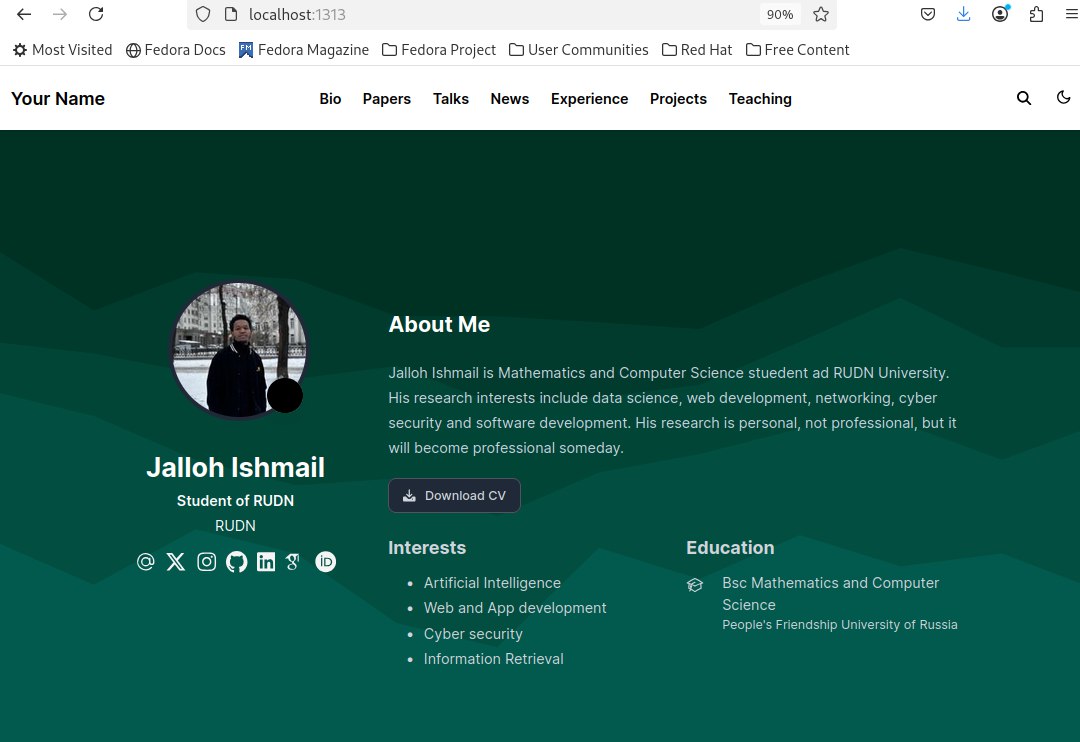 localhost:1313
90%
Most Visited Fedora Docs Fedora Magazine Fedora Project User Communities Red Hat Free Content
Your Name Bio Papers Talks News Experience Projects Teaching
About Me
Jalloh Ishmail is Mathematics and Computer Science stuedent ad RUDN University.
His research interests include data science, web development, networking, cyber
security and software development. His research is personal, not professional, but it
will become professional someday.
Download CV
Jalloh Ishmail
Student of RUDN
RUDN
Interests
Artificial Intelligence
Web and App development
Cyber security
Information Retrieval
Education
Bsc Mathematics and Computer
Science
People's Friendship University of Russia